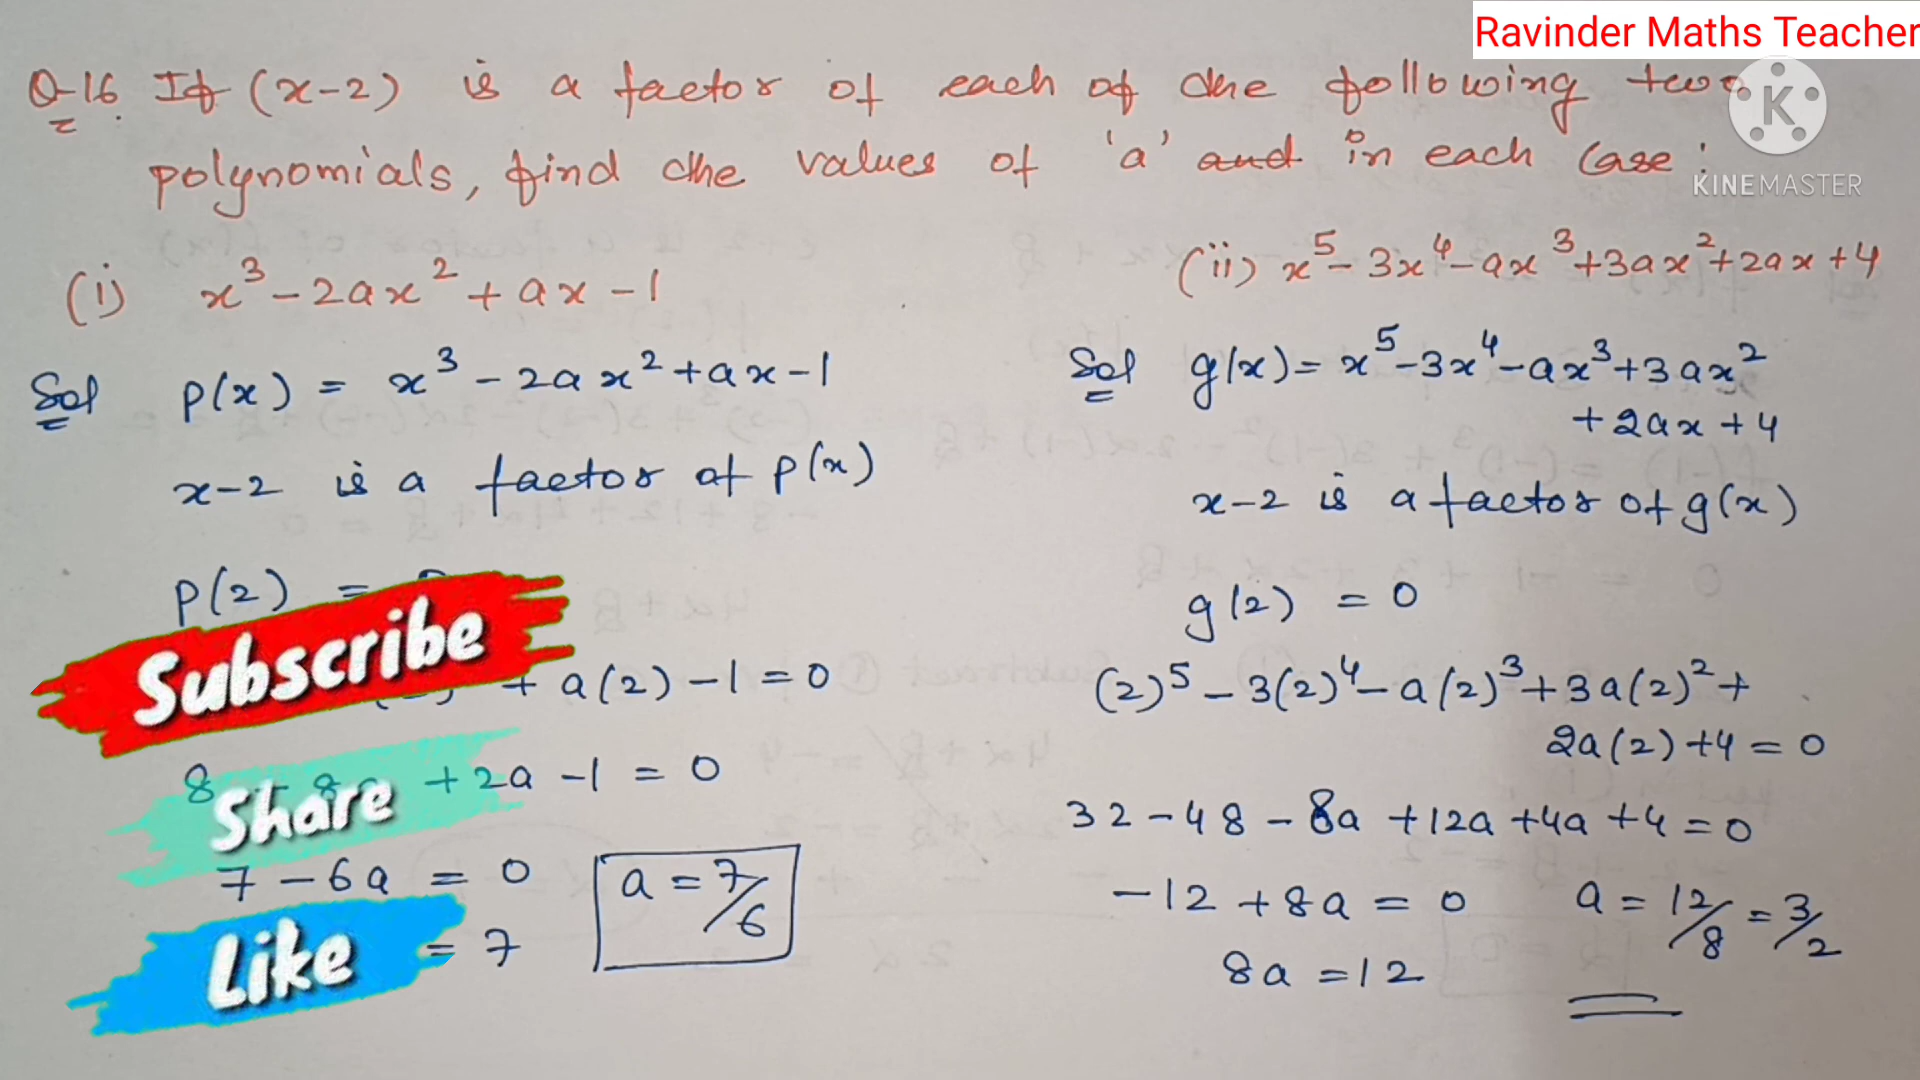 Ravinder Maths Teacher
Q-16. If (x-2) is a factor of each of the following two
polynomials, find the values of 'a' and in each case:
KINEMASTER
(i) x³ - 2ax² + ax - 1
(ii) x⁵ - 3x⁴ - ax³ + 3ax² + 2ax + 4
Sol p(x) = x³ - 2ax² + ax - 1
x-2 is a factor of p(x)
p(2) =
+ a(2) - 1 = 0
8 - 8a + 2a - 1 = 0
7 - 6a = 0
= 7
a = 7/6
Sol g(x) = x⁵ - 3x⁴ - ax³ + 3ax²
+ 2ax + 4
x-2 is a factor of g(x)
g(2) = 0
(2)⁵ - 3(2)⁴ - a(2)³ + 3a(2)² +
2a(2) + 4 = 0
32 - 48 - 8a + 12a + 4a + 4 = 0
-12 + 8a = 0
8a = 12
a = 12/8 = 3/2
Subscribe
Share
Like